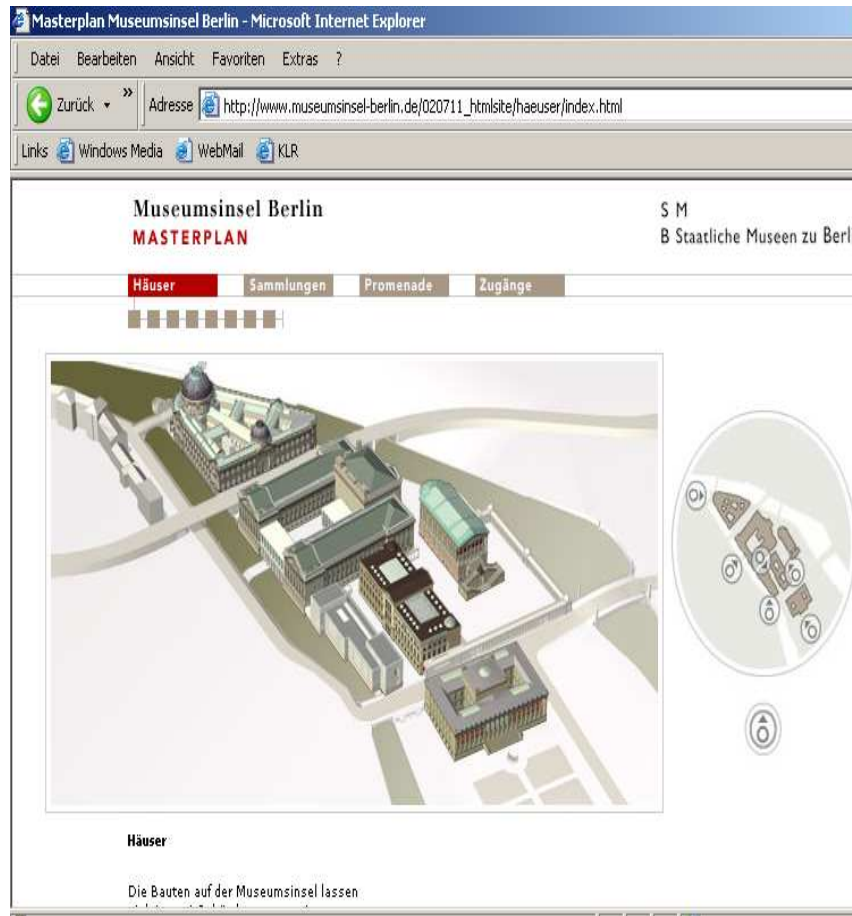 Masterplan Museumsinsel Berlin - Microsoft Internet Explorer
Datei Bearbeiten Ansicht Favoriten Extras ?
Zurück » Adresse http://www.museumsinsel-berlin.de/020711_htmlsite/haeuser/index.html
Links Windows Media WebMail KLR
Museumsinsel Berlin
MASTERPLAN
S M
B Staatliche Museen zu Berl
Häuser Sammlungen Promenade Zugänge
Häuser
Die Bauten auf der Museumsinsel lassen